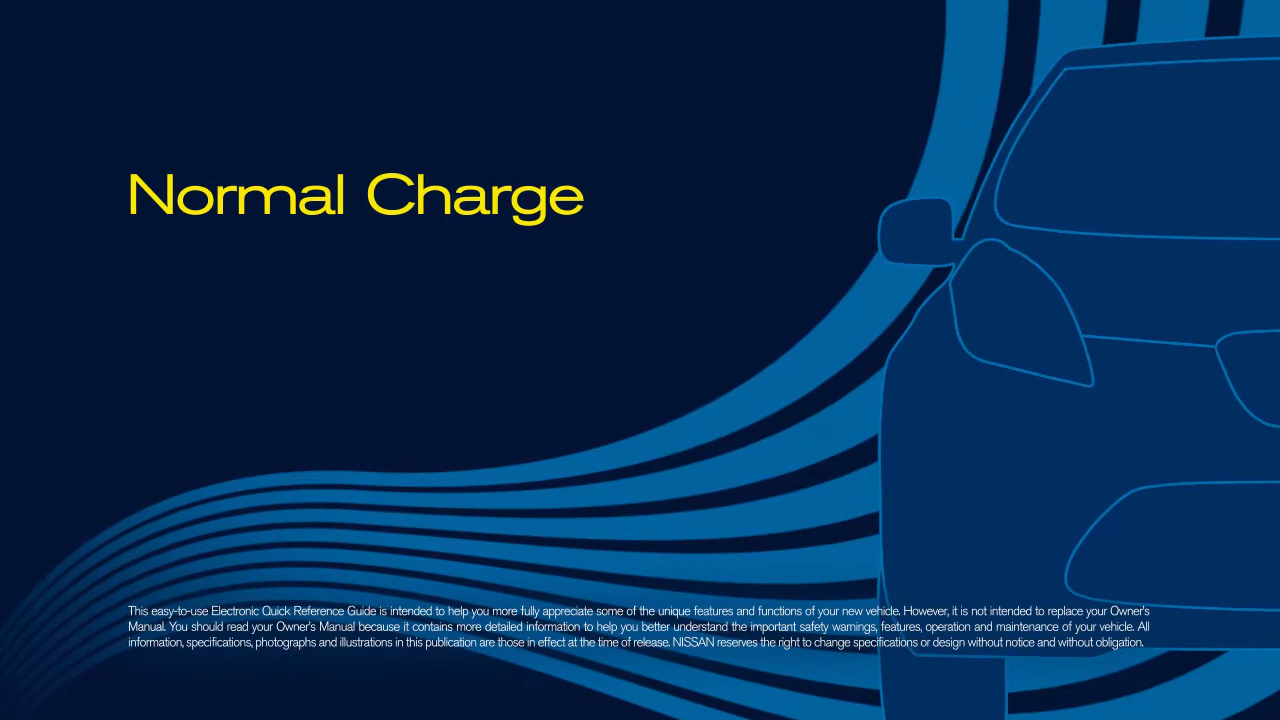 Normal Charge
This easy-to-use Electronic Quick Reference Guide is intended to help you more fully appreciate some of the unique features and functions of your new vehicle. However, it is not intended to replace your Owner's
Manual. You should read your Owner's Manual because it contains more detailed information to help you better understand the important safety warnings, features, operation and maintenance of your vehicle. All
information, specifications, photographs and illustrations in this publication are those in effect at the time of release. NISSAN reserves the right to change specifications or design without notice and without obligation.